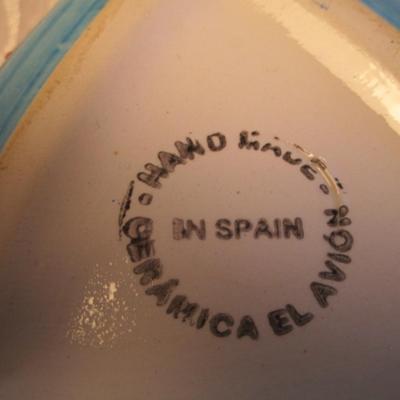 HAND MADE
IN SPAIN
CERÁMICA EL AVIÓN